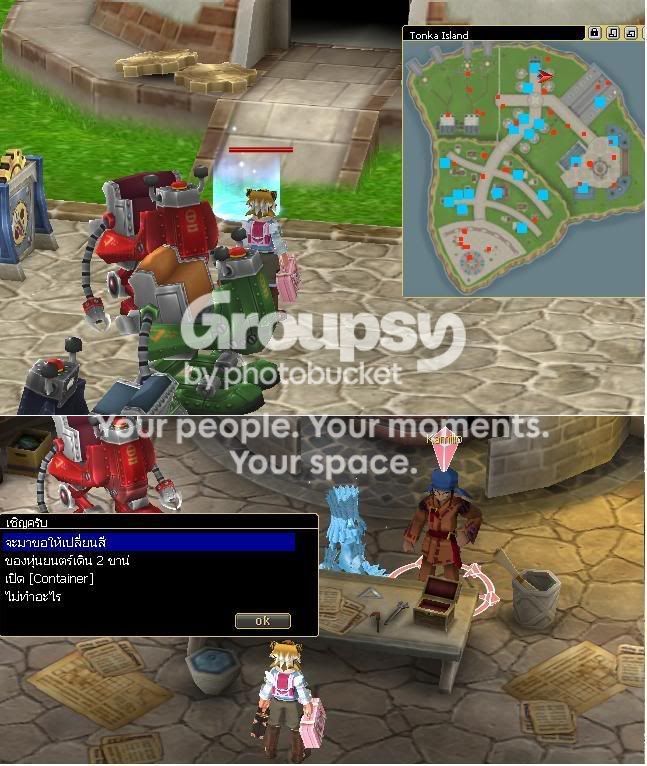 Tonka Island
Groupsy
by photobucket
Your people. Your moments.
Your space.
เชิญครับ
จะมาขอให้เปลี่ยนสี
ของหุ่นยนตร์เดิน 2 ขาน่
เปิด [Container]
ไม่ทำอะไร
ok